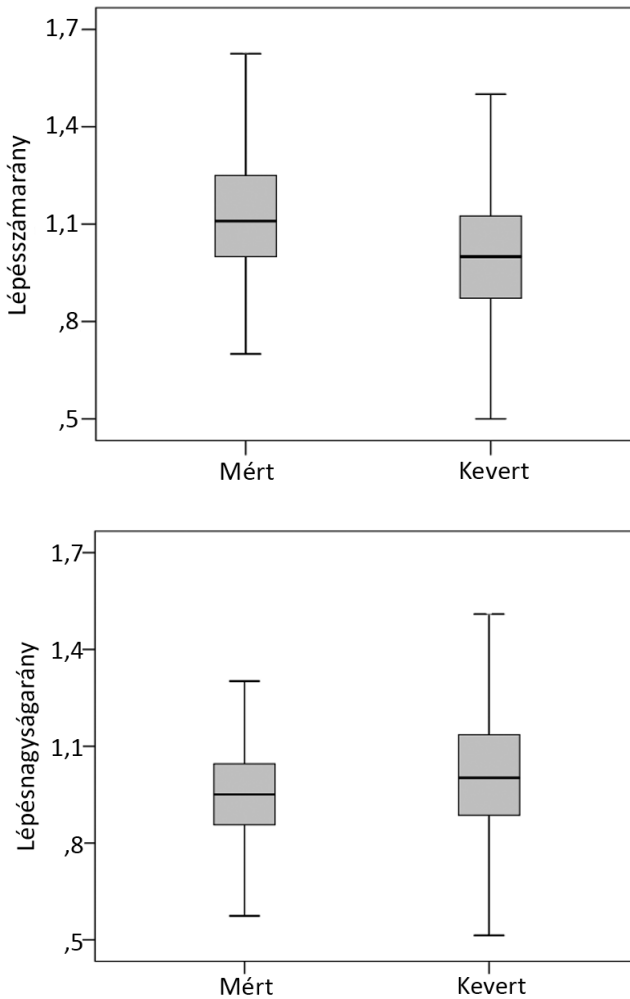 Lépésszámarány
1,7
1,4
1,1
,8
,5
Mért Kevert
Lépésnagyságarány
1,7
1,4
1,1
,8
,5
Mért Kevert